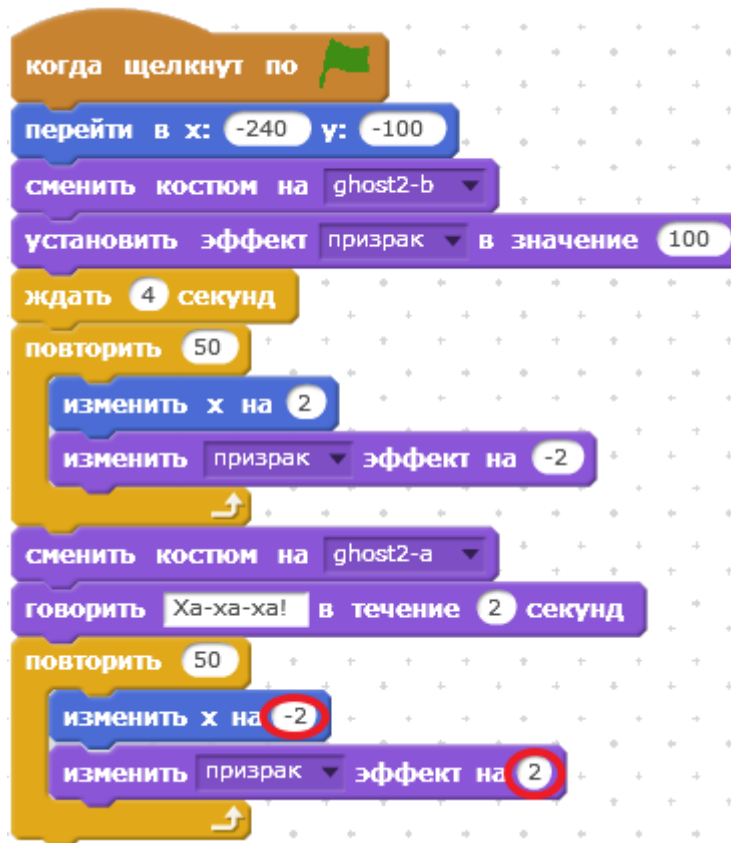 когда щелкнут по
перейти в x: -240 y: -100
сменить костюм на ghost2-b
установить эффект призрак в значение 100
ждать 4 секунд
повторить 50
изменить x на 2
изменить призрак эффект на -2
сменить костюм на ghost2-a
говорить Ха-ха-ха! в течение 2 секунд
повторить 50
изменить x на -2
изменить призрак эффект на 2